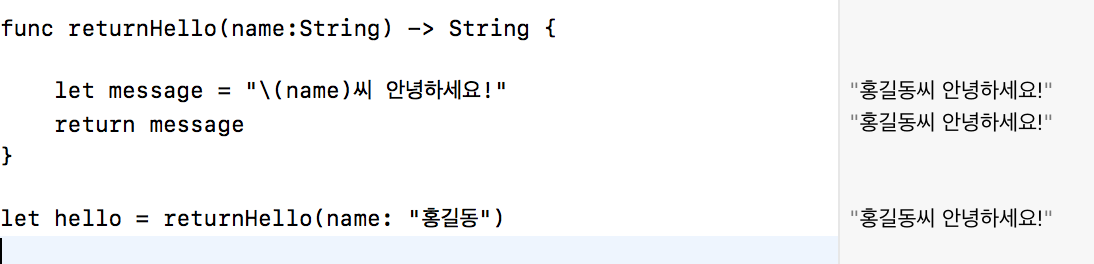 func returnHello(name:String) -> String {
    let message = "\(name)씨 안녕하세요!"
"홍길동씨 안녕하세요!"
    return message
"홍길동씨 안녕하세요!"
}
let hello = returnHello(name: "홍길동")
"홍길동씨 안녕하세요!"